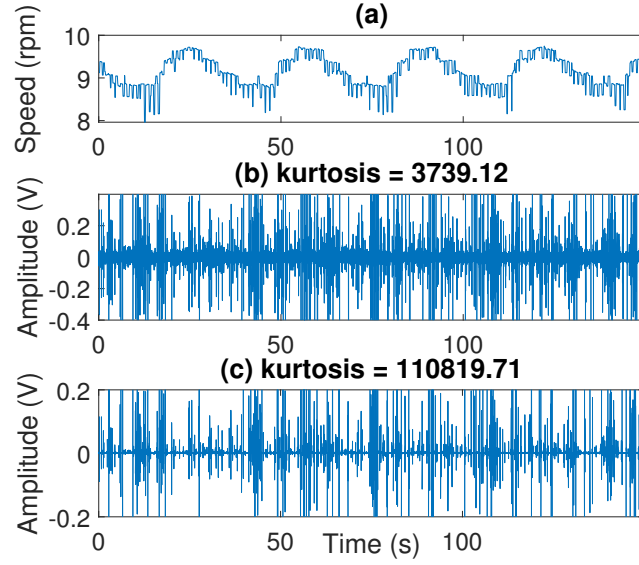 (a)
Speed (rpm)
10
9
8
0
50
100
(b) kurtosis = 3739.12
Amplitude (V)
0.2
0
-0.2
-0.4
0
50
100
(c) kurtosis = 110819.71
Amplitude (V)
0.2
0
-0.2
0
50
100
Time (s)